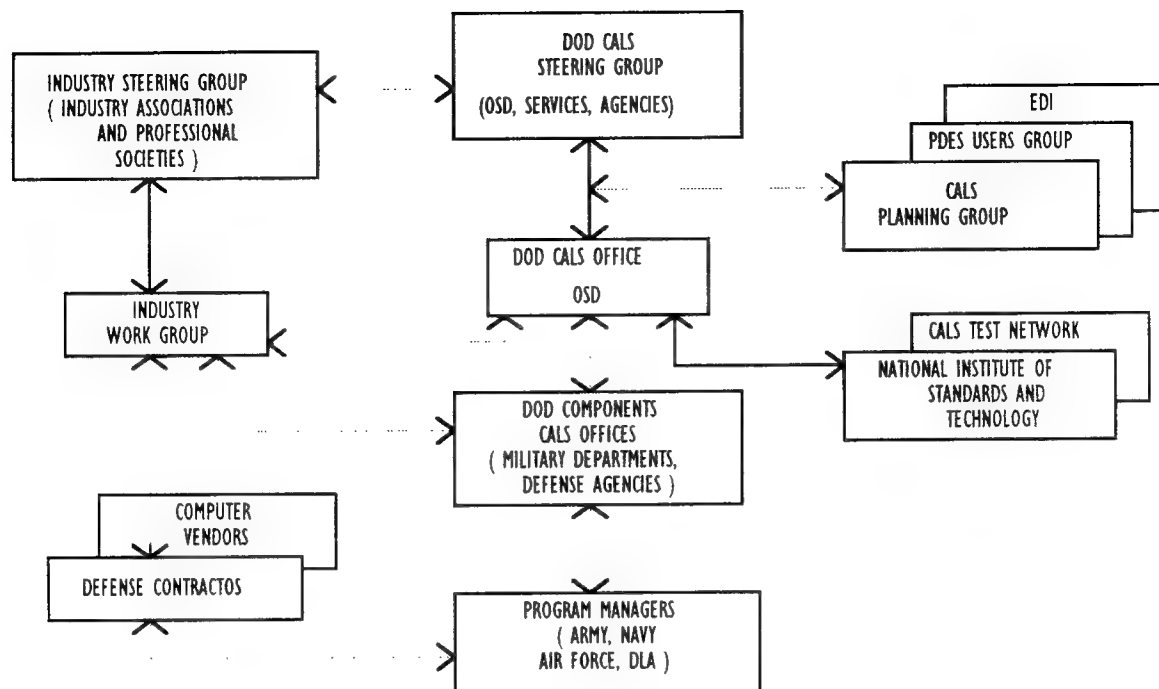 INDUSTRY STEERING GROUP
( INDUSTRY ASSOCIATIONS
AND PROFESSIONAL
SOCIETIES )
DOD CALS
STEERING GROUP
(OSD, SERVICES, AGENCIES)
EDI
PDES USERS GROUP
CALS
PLANNING GROUP
DOD CALS OFFICE
OSD
INDUSTRY
WORK GROUP
CALS TEST NETWORK
NATIONAL INSTITUTE OF
STANDARDS AND
TECHNOLOGY
DOD COMPONENTS
CALS OFFICES
( MILITARY DEPARTMENTS,
DEFENSE AGENCIES )
COMPUTER
VENDORS
DEFENSE CONTRACTOS
PROGRAM MANAGERS
( ARMY, NAVY
AIR FORCE, DLA )